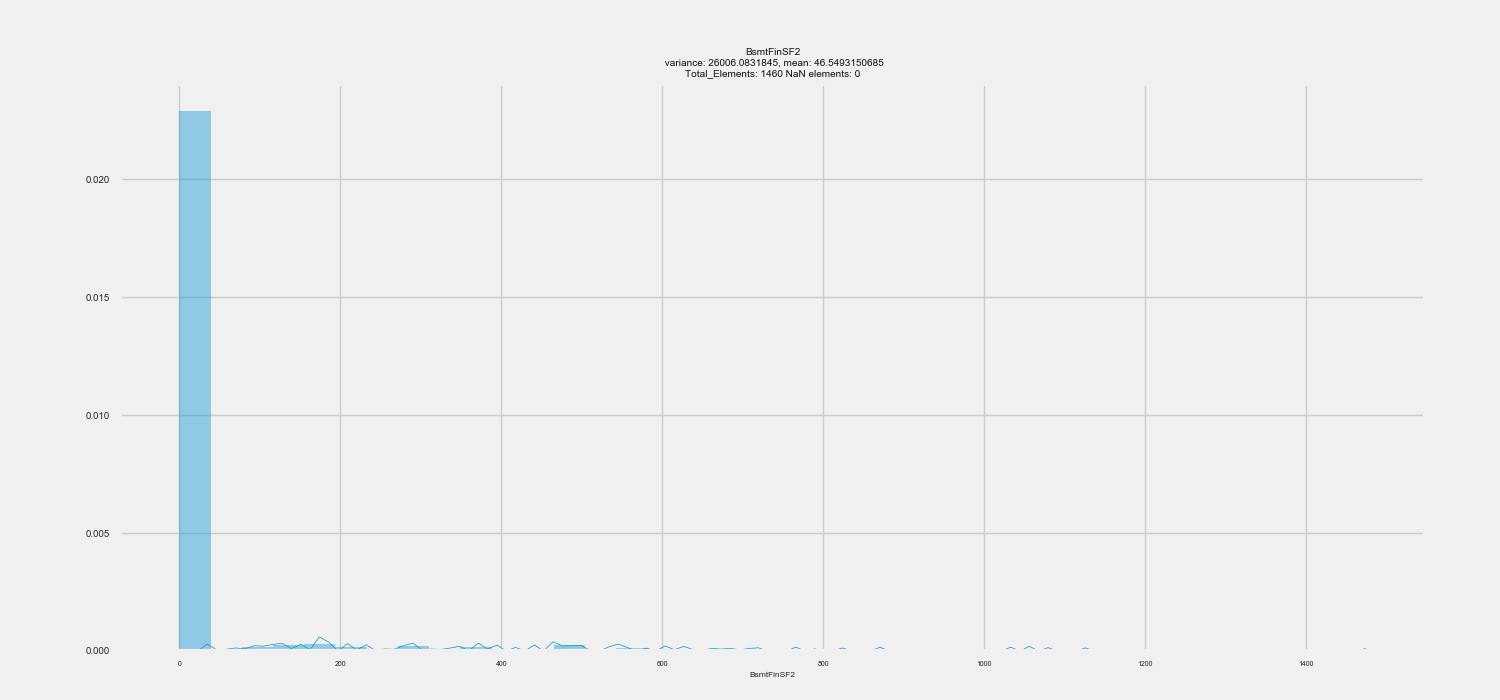 BsmtFinSF2
variance: 26006.0831845, mean: 46.5493150685
Total_Elements: 1460 NaN elements: 0
0.020
0.015
0.010
0.005
0.000
0 200 400 600 800 1000 1200 1400
BsmtFinSF2